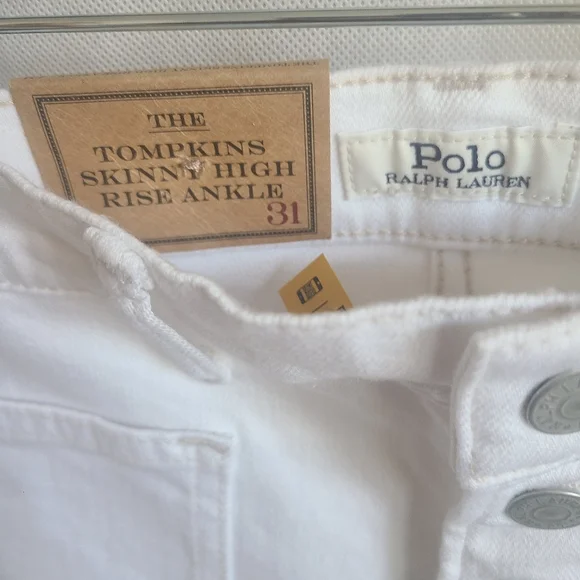 THE
TOMPKINS
SKINNY HIGH
RISE ANKLE
31
Polo
RALPH LAUREN